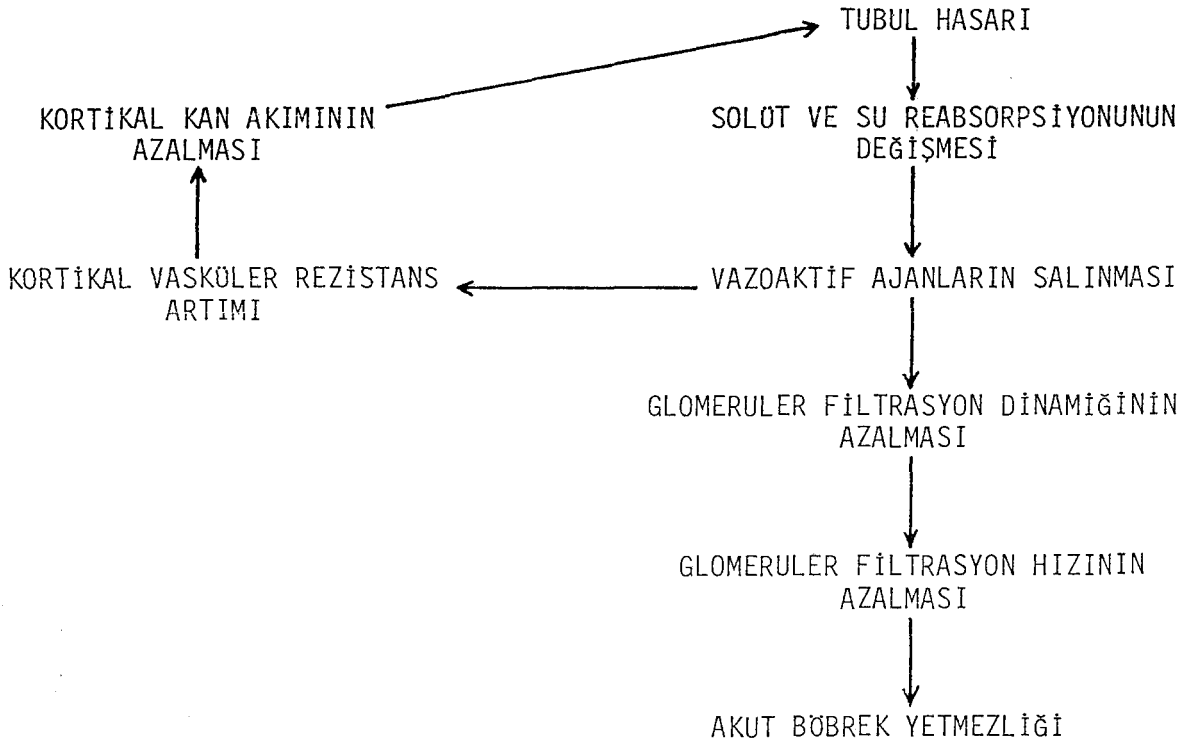 TUBUL HASARI
KORTİKAL KAN AKIMININ
AZALMASI
SOLÜT VE SU REABSORPSİYONUNUN
DEĞİŞMESİ
KORTİKAL VASKÜLER REZİSTANS
ARTIMI
VAZOAKTİF AJANLARIN SALINMASI
GLOMERULER FİLTRASYON DİNAMİĞİNİN
AZALMASI
GLOMERULER FİLTRASYON HIZININ
AZALMASI
AKUT BÖBREK YETMEZLİĞİ